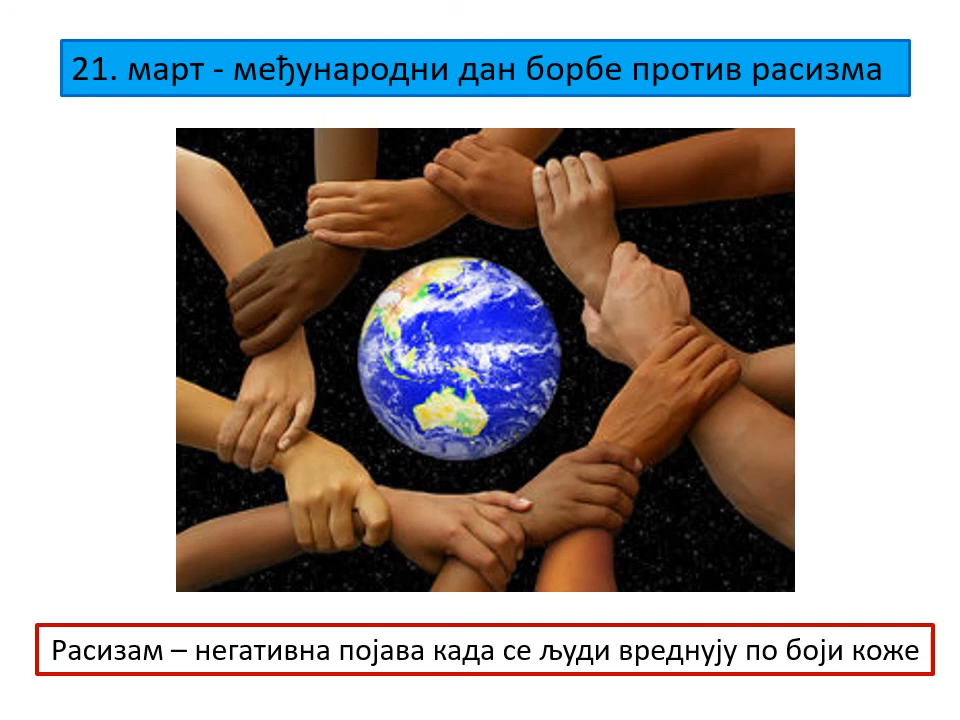 21. март - међународни дан борбе против расизма
Расизам – негативна појава када се људи вреднују по боји коже